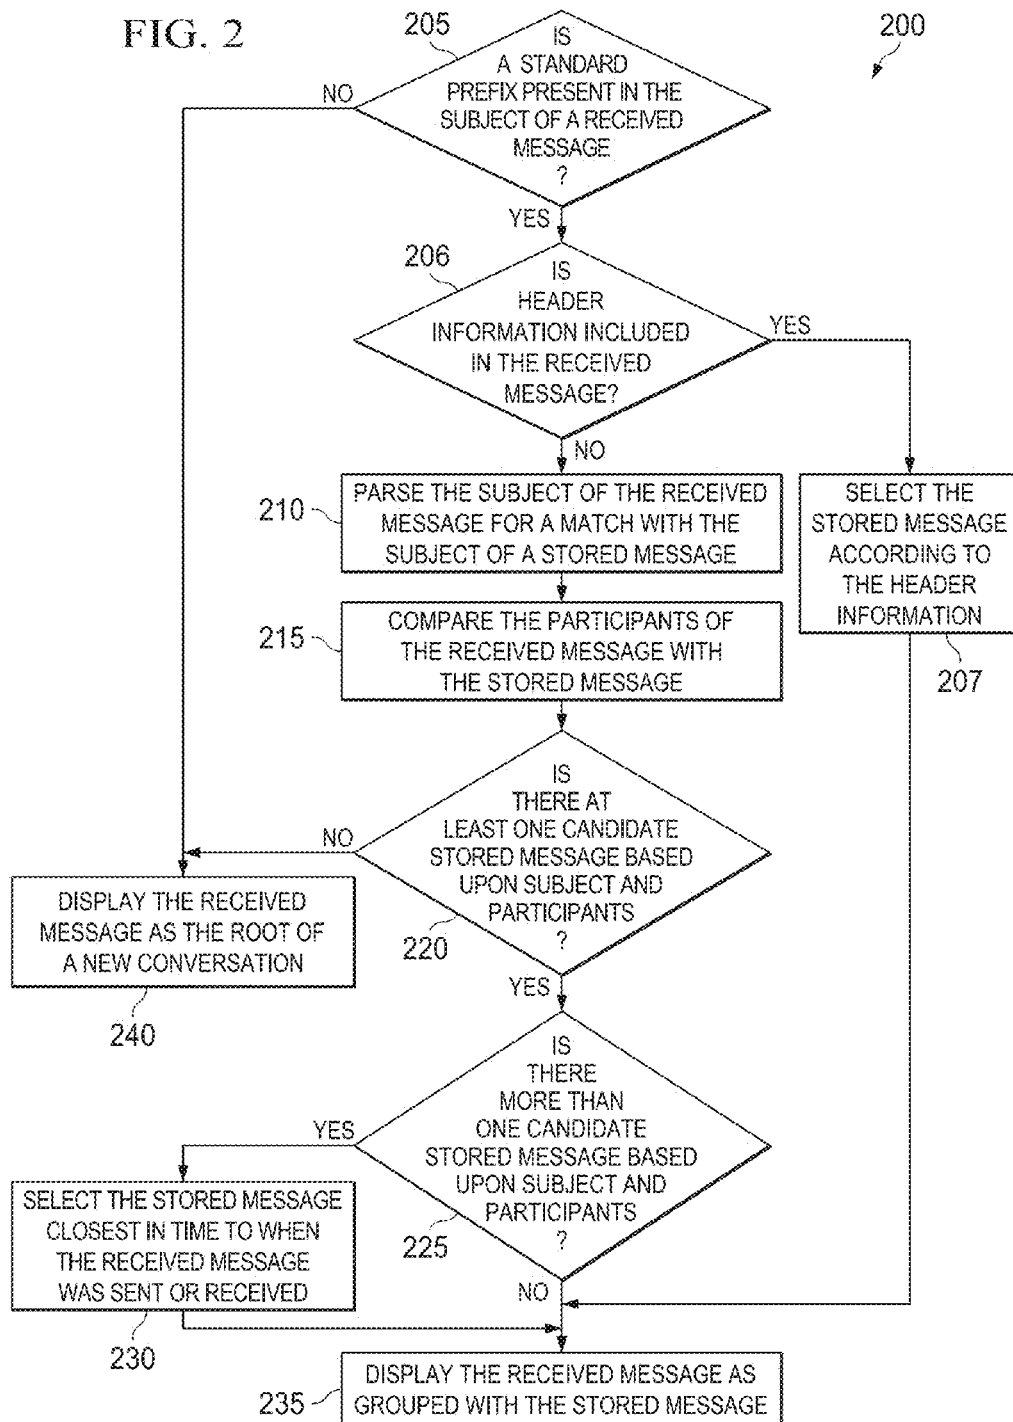 FIG. 2
205
200
IS
A STANDARD
PREFIX PRESENT IN THE
SUBJECT OF A RECEIVED
MESSAGE
?
NO
YES
206
IS
HEADER
INFORMATION INCLUDED
IN THE RECEIVED
MESSAGE?
YES
NO
210
PARSE THE SUBJECT OF THE RECEIVED
MESSAGE FOR A MATCH WITH THE
SUBJECT OF A STORED MESSAGE
SELECT THE
STORED MESSAGE
ACCORDING TO
THE HEADER
INFORMATION
207
215
COMPARE THE PARTICIPANTS OF
THE RECEIVED MESSAGE WITH
THE STORED MESSAGE
IS
THERE AT
LEAST ONE CANDIDATE
STORED MESSAGE BASED
UPON SUBJECT AND
PARTICIPANTS
?
NO
220
YES
DISPLAY THE RECEIVED
MESSAGE AS THE ROOT OF
A NEW CONVERSATION
240
IS
THERE
MORE THAN
ONE CANDIDATE
STORED MESSAGE BASED
UPON SUBJECT AND
PARTICIPANTS
?
YES
225
NO
SELECT THE STORED MESSAGE
CLOSEST IN TIME TO WHEN
THE RECEIVED MESSAGE
WAS SENT OR RECEIVED
230
235
DISPLAY THE RECEIVED MESSAGE AS
GROUPED WITH THE STORED MESSAGE